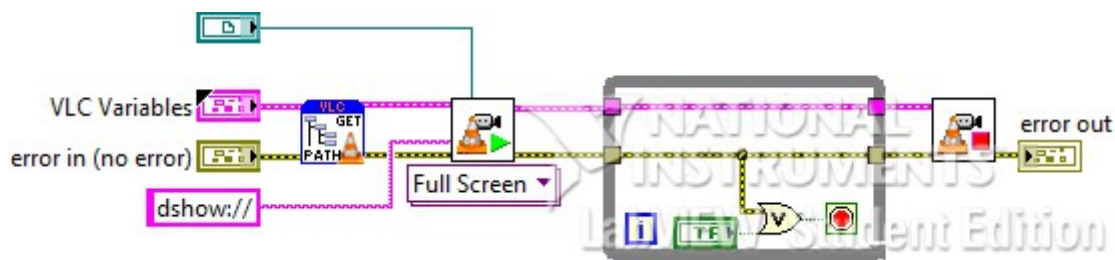 VLC Variables
VLC
GET
PATH
error in (no error)
Full Screen
dshow://
i
TF
V
error out
NATIONAL
INSTRUMENTS
LabVIEW Student Edition